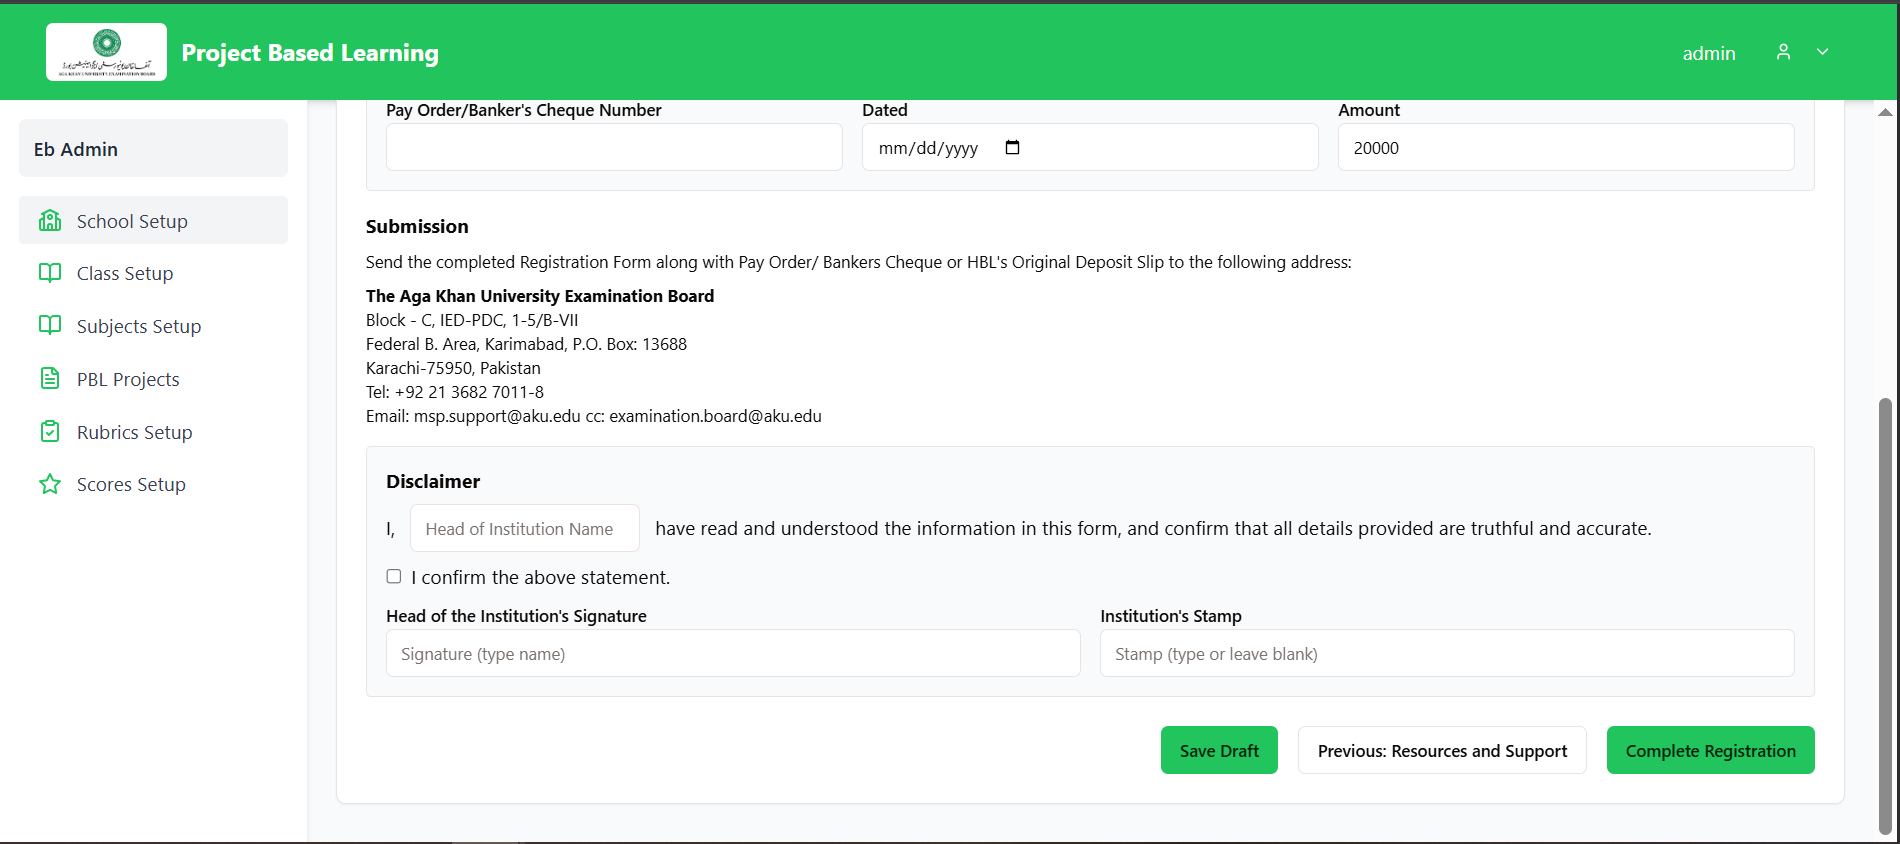 AGA KHAN UNIVERSITY EXAMINATION BOARD
Project Based Learning
admin
Eb Admin
School Setup
Class Setup
Subjects Setup
PBL Projects
Rubrics Setup
Scores Setup
Pay Order/Banker's Cheque Number
Dated
Amount
mm/dd/yyyy
20000
Submission
Send the completed Registration Form along with Pay Order/ Bankers Cheque or HBL's Original Deposit Slip to the following address:
The Aga Khan University Examination Board
Block - C, IED-PDC, 1-5/B-VII
Federal B. Area, Karimabad, P.O. Box: 13688
Karachi-75950, Pakistan
Tel: +92 21 3682 7011-8
Email: msp.support@aku.edu cc: examination.board@aku.edu
Disclaimer
I, Head of Institution Name have read and understood the information in this form, and confirm that all details provided are truthful and accurate.
I confirm the above statement.
Head of the Institution's Signature
Institution's Stamp
Signature (type name)
Stamp (type or leave blank)
Save Draft
Previous: Resources and Support
Complete Registration